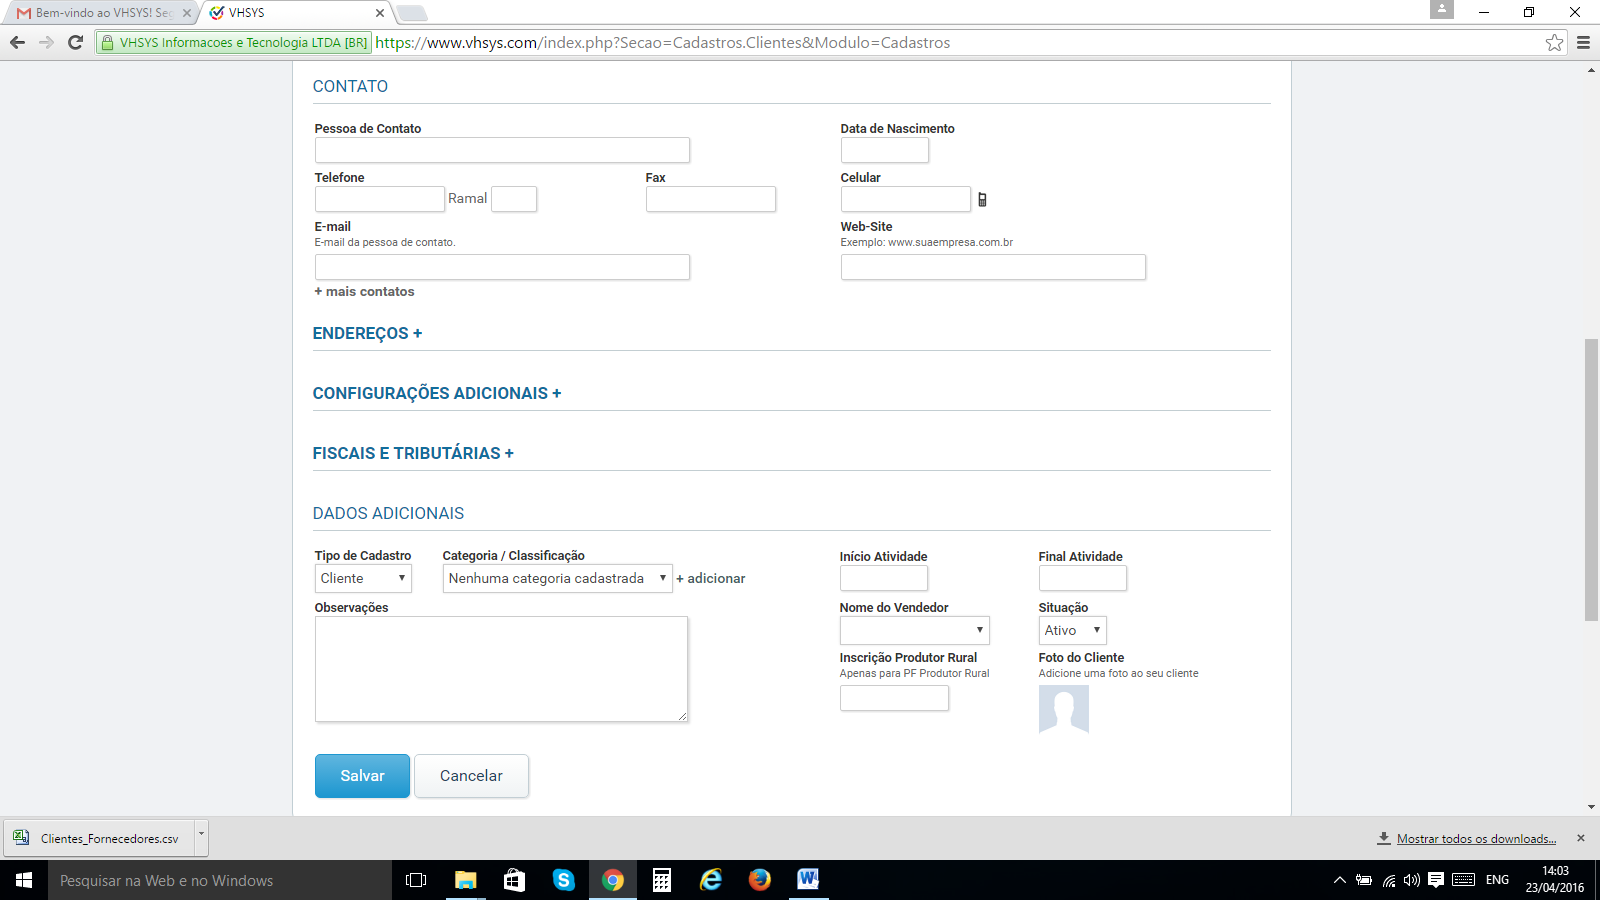 Bem-vindo ao VHSYS! Seg
VHSYS
VHSYS Informacoes e Tecnologia LTDA [BR]
https://www.vhsys.com/index.php?Secao=Cadastros.Clientes&Modulo=Cadastros
CONTATO
Pessoa de Contato
Data de Nascimento
Telefone
Fax
Celular
Ramal
E-mail
Web-Site
E-mail da pessoa de contato.
Exemplo: www.suaempresa.com.br
+ mais contatos
ENDEREÇOS +
CONFIGURAÇÕES ADICIONAIS +
FISCAIS E TRIBUTÁRIAS +
DADOS ADICIONAIS
Tipo de Cadastro
Categoria / Classificação
Início Atividade
Final Atividade
Cliente
Nenhuma categoria cadastrada
+ adicionar
Observações
Nome do Vendedor
Situação
Ativo
Inscrição Produtor Rural
Foto do Cliente
Apenas para PF Produtor Rural
Adicione uma foto ao seu cliente
Salvar
Cancelar
Clientes_Fornecedores.csv
Mostrar todos os downloads...
Pesquisar na Web e no Windows
ENG
14:03
23/04/2016